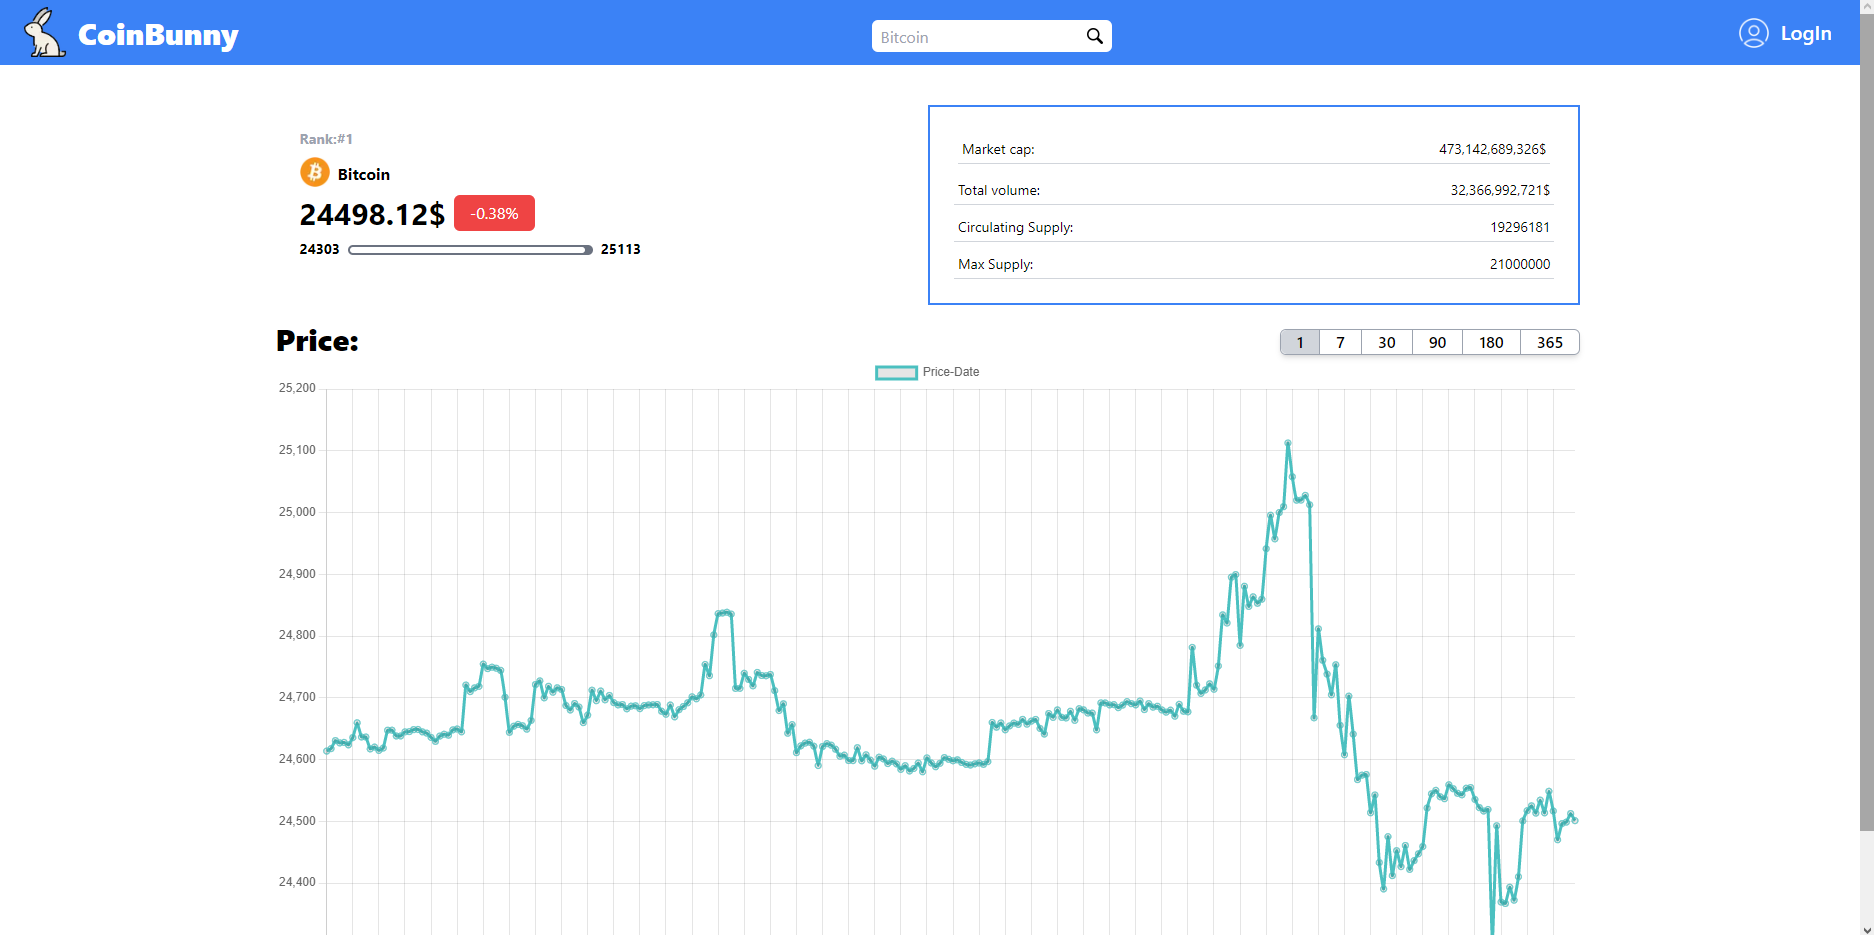 CoinBunny
Bitcoin
LogIn
Rank:#1
Bitcoin
24498.12$ -0.38%
24303 25113
Market cap: 473,142,689,326$
Total volume: 32,366,992,721$
Circulating Supply: 19296181
Max Supply: 21000000
Price:
1 7 30 90 180 365
Price-Date
25,200
25,100
25,000
24,900
24,800
24,700
24,600
24,500
24,400